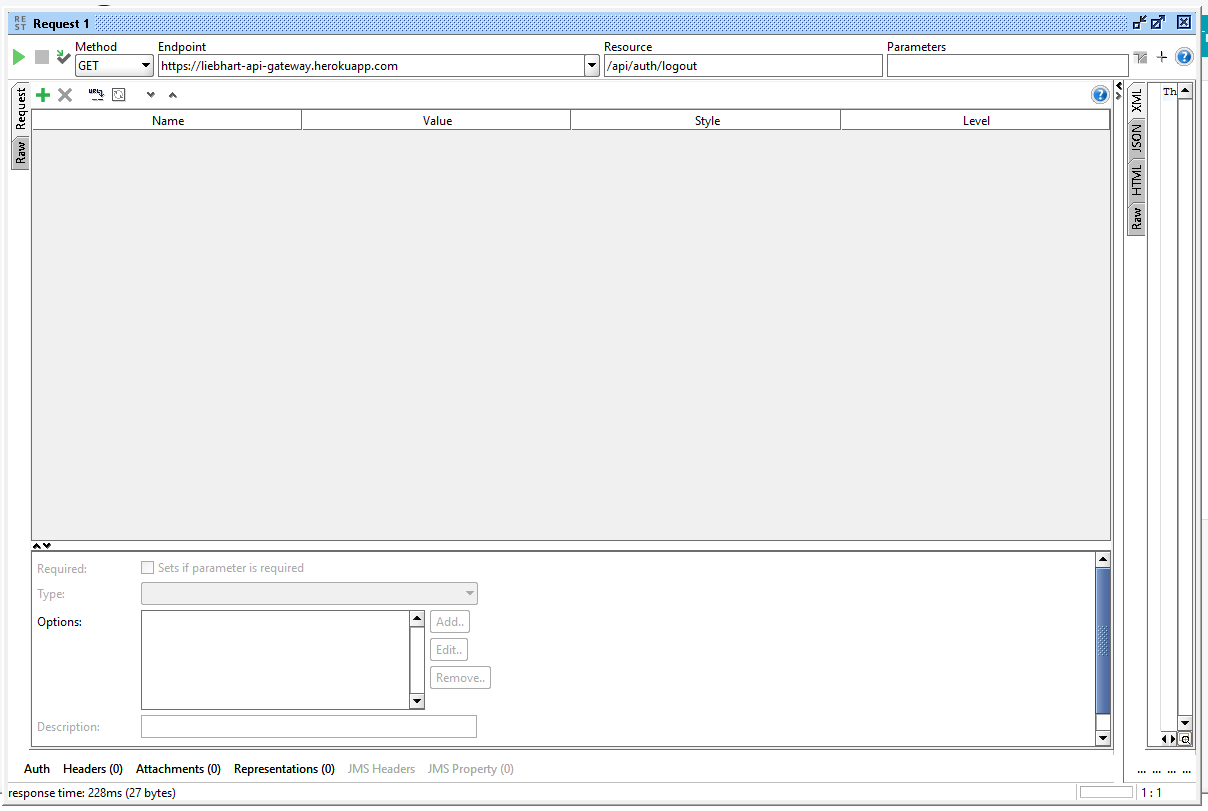 REST Request 1
Method Endpoint Resource Parameters
GET https://liebhart-api-gateway.herokuapp.com /api/auth/logout
Request
Raw
Name Value Style Level
XML
JSON
HTML
Raw
Th
Required: Sets if parameter is required
Type:
Options:
Add..
Edit..
Remove..
Description:
Auth Headers (0) Attachments (0) Representations (0) JMS Headers JMS Property (0)
... ... ... ...
response time: 228ms (27 bytes)
1 : 1